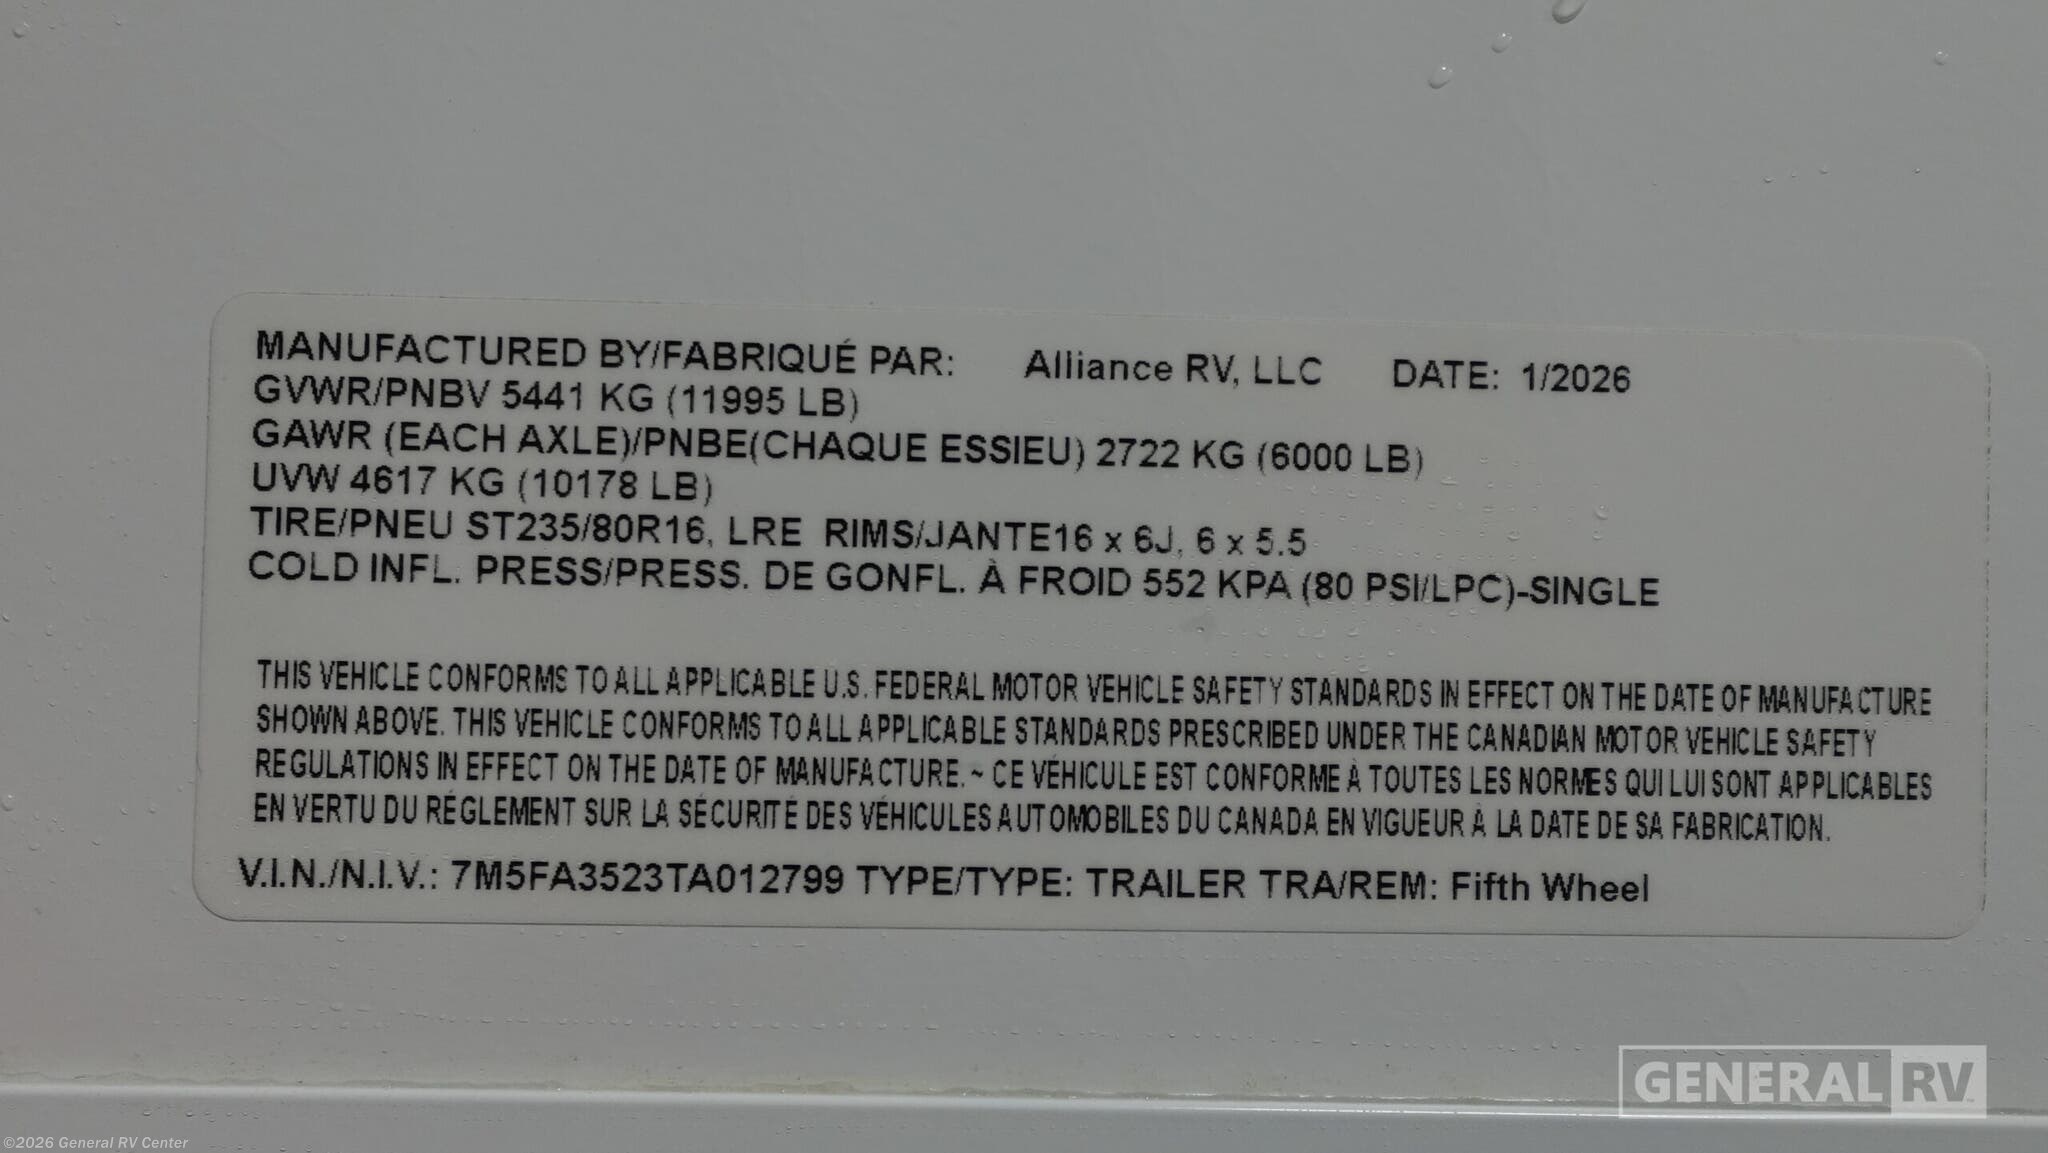 MANUFACTURED BY/FABRIQUÉ PAR: Alliance RV, LLC DATE: 1/2026
GVWR/PNBV 5441 KG (11995 LB)
GAWR (EACH AXLE)/PNBE(CHAQUE ESSIEU) 2722 KG (6000 LB)
UVW 4617 KG (10178 LB)
TIRE/PNEU ST235/80R16, LRE RIMS/JANTE16 x 6J, 6 x 5.5
COLD INFL. PRESS/PRESS. DE GONFL. À FROID 552 KPA (80 PSI/LPC)-SINGLE
THIS VEHICLE CONFORMS TO ALL APPLICABLE U.S. FEDERAL MOTOR VEHICLE SAFETY STANDARDS IN EFFECT ON THE DATE OF MANUFACTURE
SHOWN ABOVE. THIS VEHICLE CONFORMS TO ALL APPLICABLE STANDARDS PRESCRIBED UNDER THE CANADIAN MOTOR VEHICLE SAFETY
REGULATIONS IN EFFECT ON THE DATE OF MANUFACTURE. ~ CE VÉHICULE EST CONFORME À TOUTES LES NORMES QUI LUI SONT APPLICABLES
EN VERTU DU RÉGLEMENT SUR LA SÉCURITÉ DES VÉHICULES AUTOMOBILES DU CANADA EN VIGUEUR À LA DATE DE SA FABRICATION.
V.I.N./N.I.V.: 7M5FA3523TA012799 TYPE/TYPE: TRAILER TRA/REM: Fifth Wheel
GENERAL RV
©2026 General RV Center